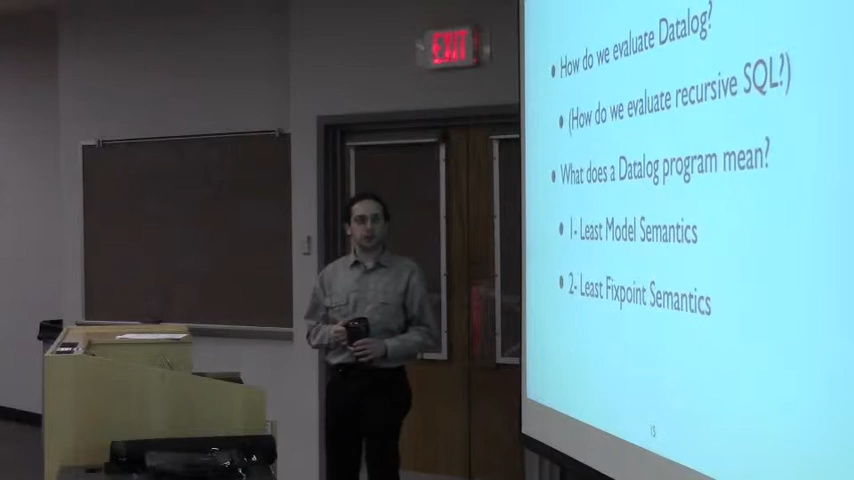 EXIT
• How do we evaluate Datalog?
• (How do we evaluate recursive SQL?)
• What does a Datalog program mean?
• 1- Least Model Semantics
• 2- Least Fixpoint Semantics
15